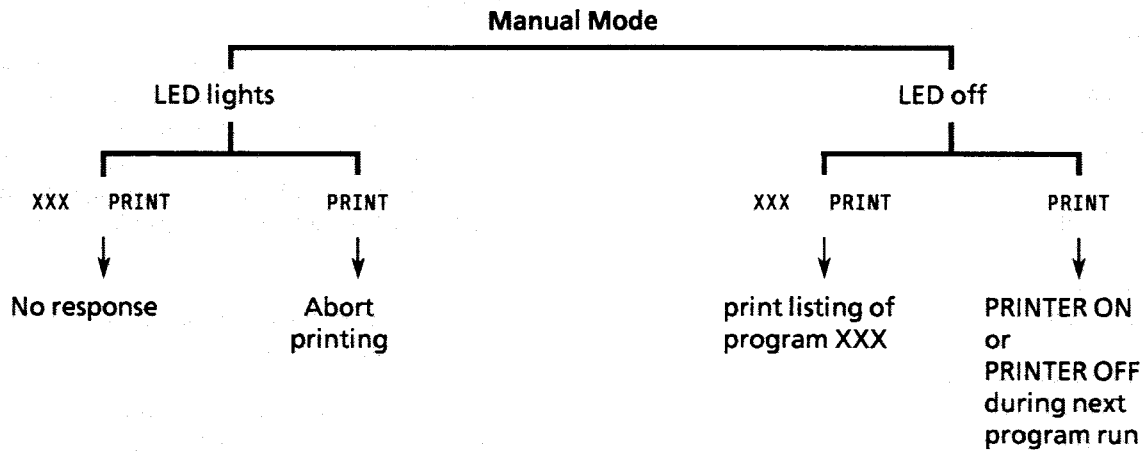 Manual Mode
LED lights
LED off
XXX PRINT
PRINT
XXX PRINT
PRINT
No response
Abort
printing
print listing of
program XXX
PRINTER ON
or
PRINTER OFF
during next
program run